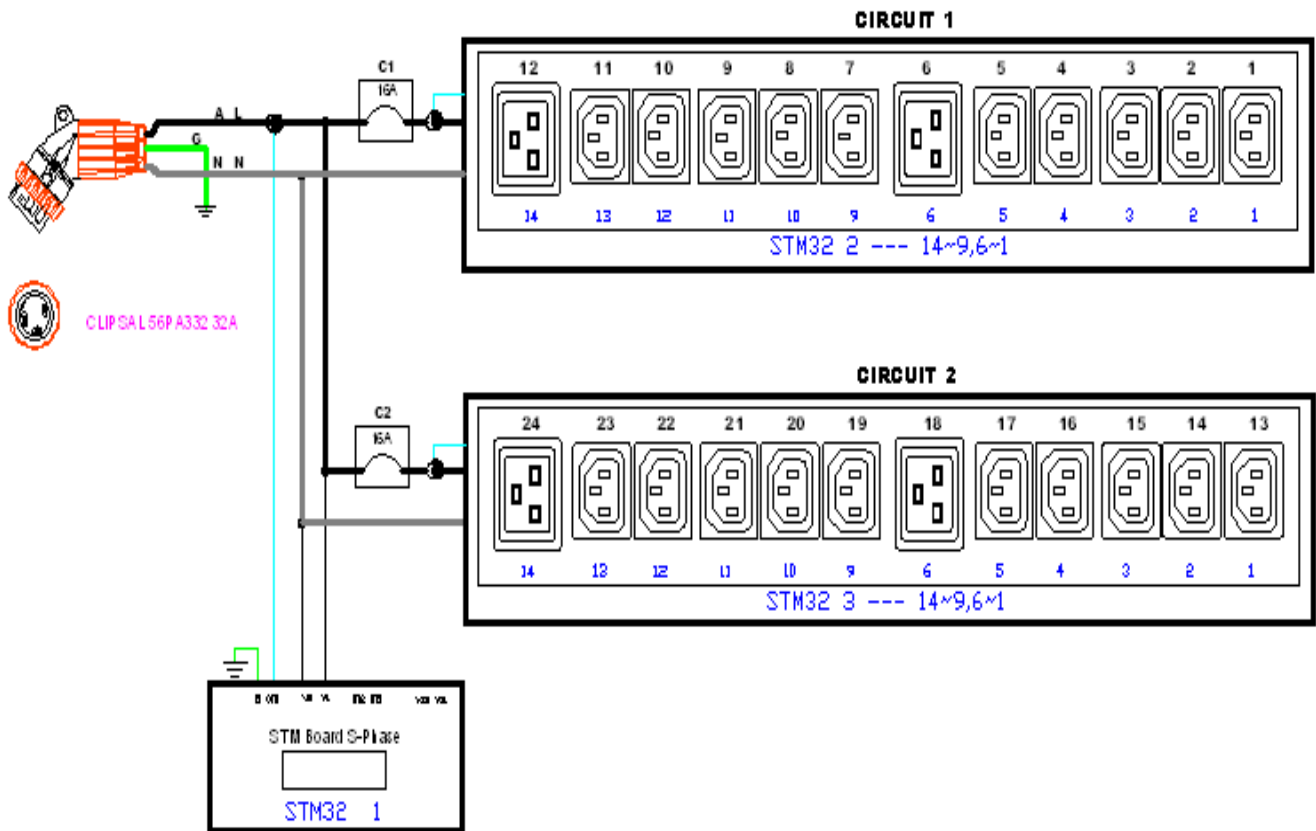 CIRCUIT 1
C1
16A
12 11 10 9 8 7 6 5 4 3 2 1
A L
G
N N
14 13 12 11 10 9 6 5 4 3 2 1
STM32 2 --- 14~9,6~1
CLIPSAL 56PA332 32A
CIRCUIT 2
C2
16A
24 23 22 21 20 19 18 17 16 15 14 13
14 13 12 11 10 9 6 5 4 3 2 1
STM32 3 --- 14~9,6~1
STM Board S-Phase
STM32 1